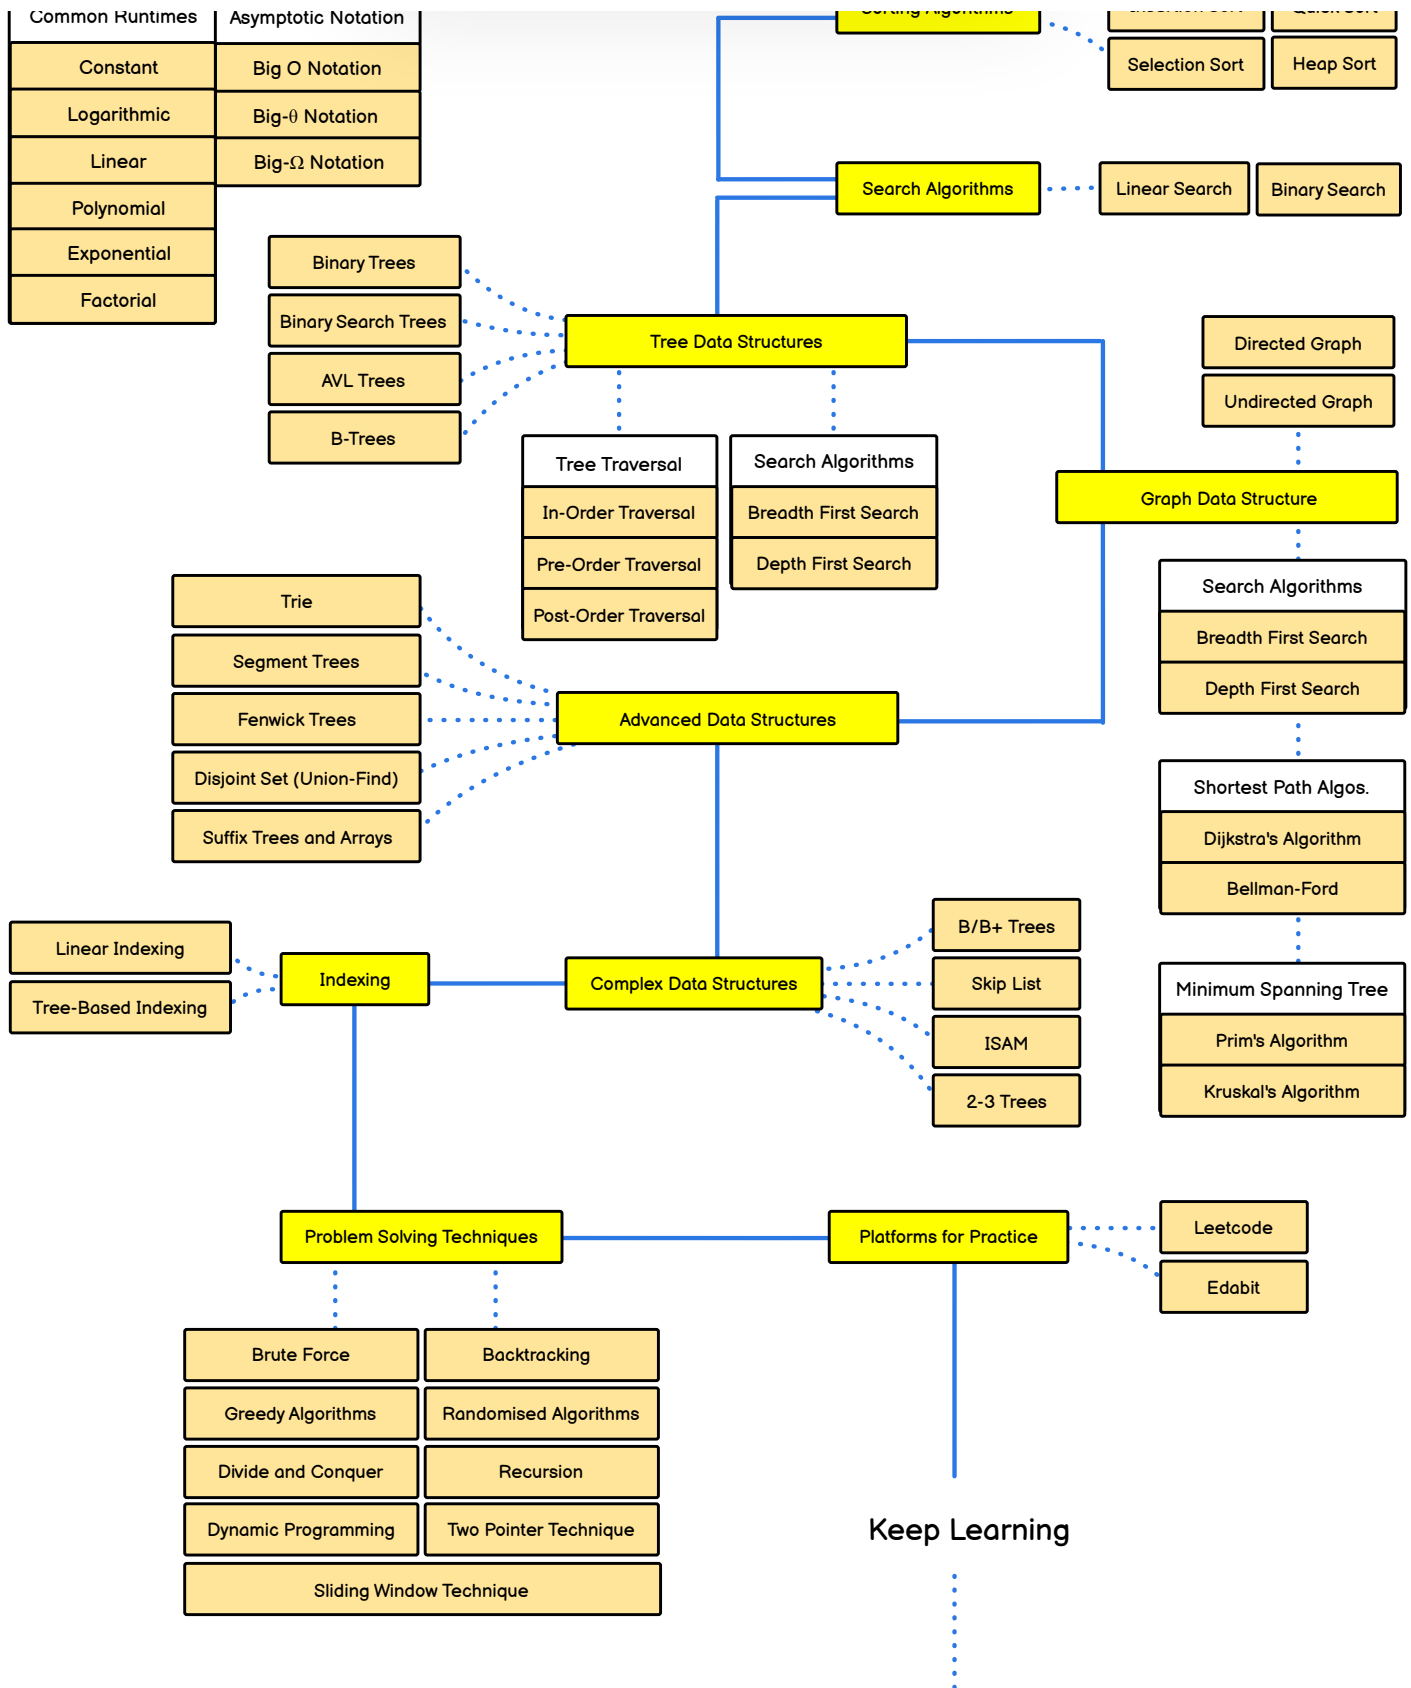 Common Runtimes
Asymptotic Notation
Constant
Big O Notation
Logarithmic
Big-θ Notation
Linear
Big-Ω Notation
Polynomial
Exponential
Factorial
Sorting Algorithms
Insertion Sort
Quick Sort
Selection Sort
Heap Sort
Search Algorithms
Linear Search
Binary Search
Binary Trees
Binary Search Trees
AVL Trees
B-Trees
Tree Data Structures
Tree Traversal
In-Order Traversal
Pre-Order Traversal
Post-Order Traversal
Search Algorithms
Breadth First Search
Depth First Search
Directed Graph
Undirected Graph
Graph Data Structure
Search Algorithms
Breadth First Search
Depth First Search
Shortest Path Algos.
Dijkstra's Algorithm
Bellman-Ford
Minimum Spanning Tree
Prim's Algorithm
Kruskal's Algorithm
Trie
Segment Trees
Fenwick Trees
Disjoint Set (Union-Find)
Suffix Trees and Arrays
Advanced Data Structures
Linear Indexing
Tree-Based Indexing
Indexing
Complex Data Structures
B/B+ Trees
Skip List
ISAM
2-3 Trees
Problem Solving Techniques
Platforms for Practice
Leetcode
Edabit
Brute Force
Backtracking
Greedy Algorithms
Randomised Algorithms
Divide and Conquer
Recursion
Dynamic Programming
Two Pointer Technique
Sliding Window Technique
Keep Learning